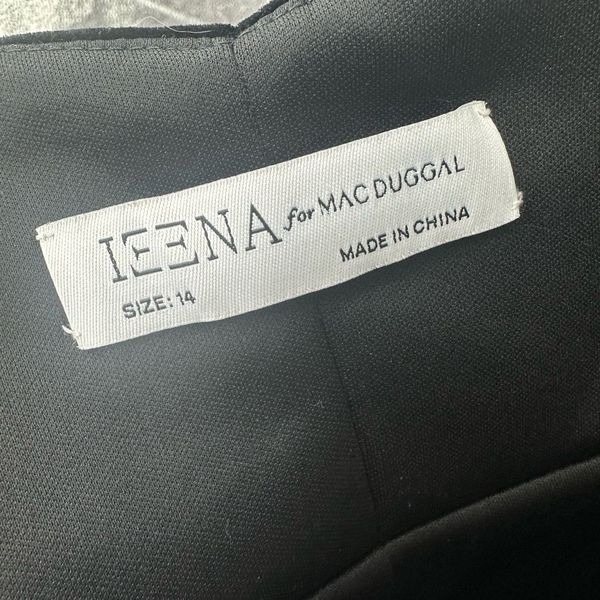 IEENA for MAC DUGGAL
SIZE: 14
MADE IN CHINA